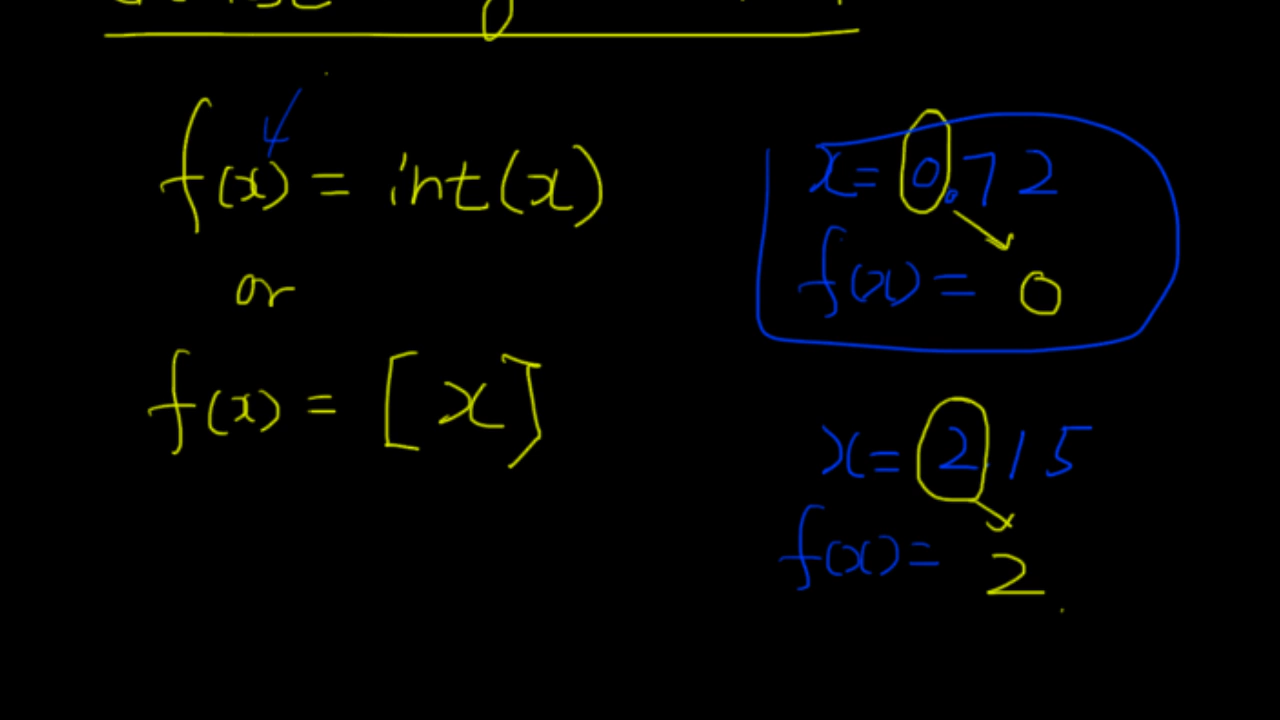 f(x) = int(x)
or
f(x) = [x]
x = 0.72
f(x) = 0
x = 2.15
f(x) = 2